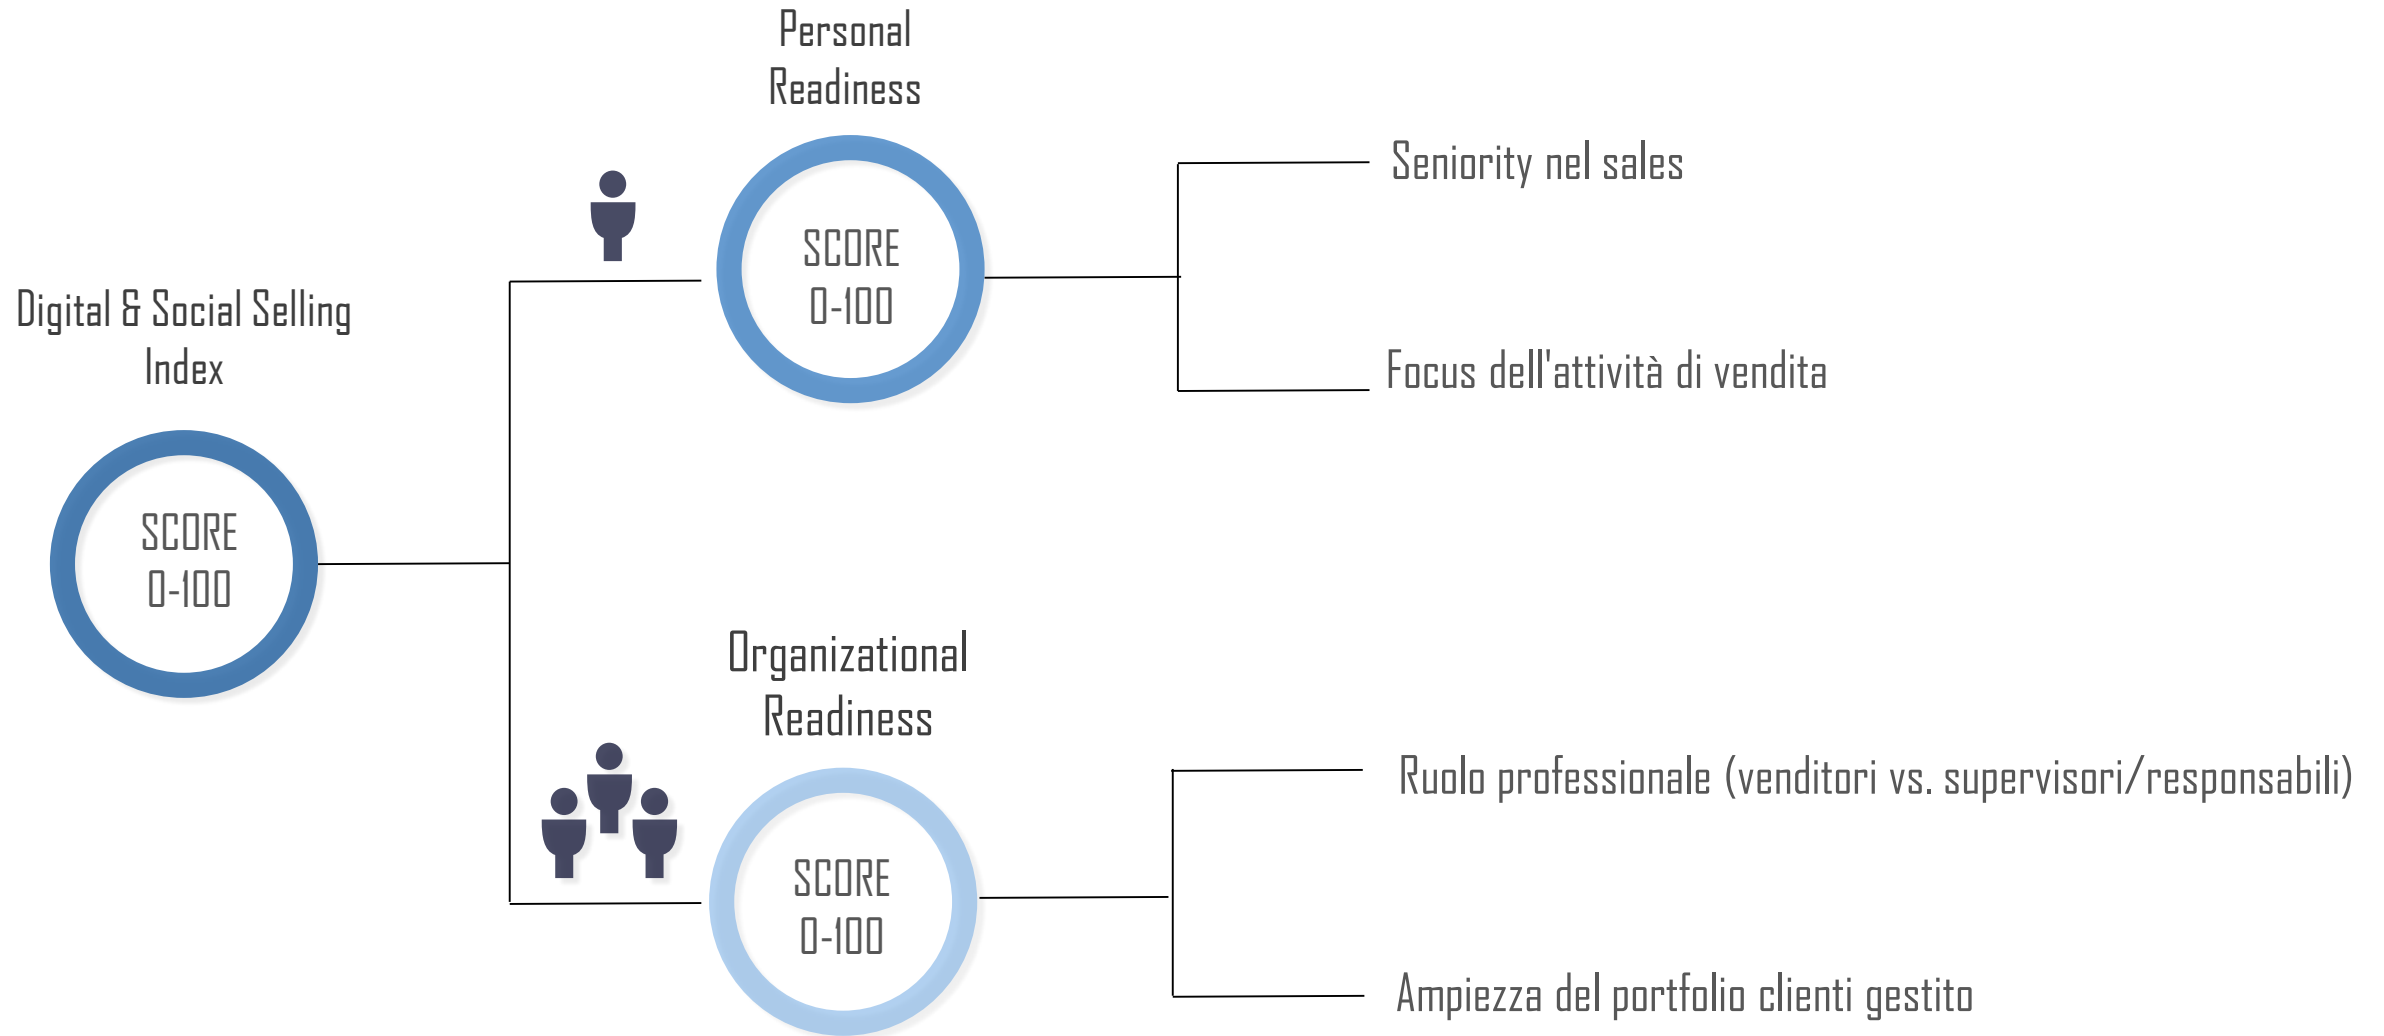 Personal
Readiness
SCORE
0-100
Seniority nel sales
Focus dell'attività di vendita
Digital & Social Selling
Index
SCORE
0-100
Organizational
Readiness
SCORE
0-100
Ruolo professionale (venditori vs. supervisori/responsabili)
Ampiezza del portfolio clienti gestito